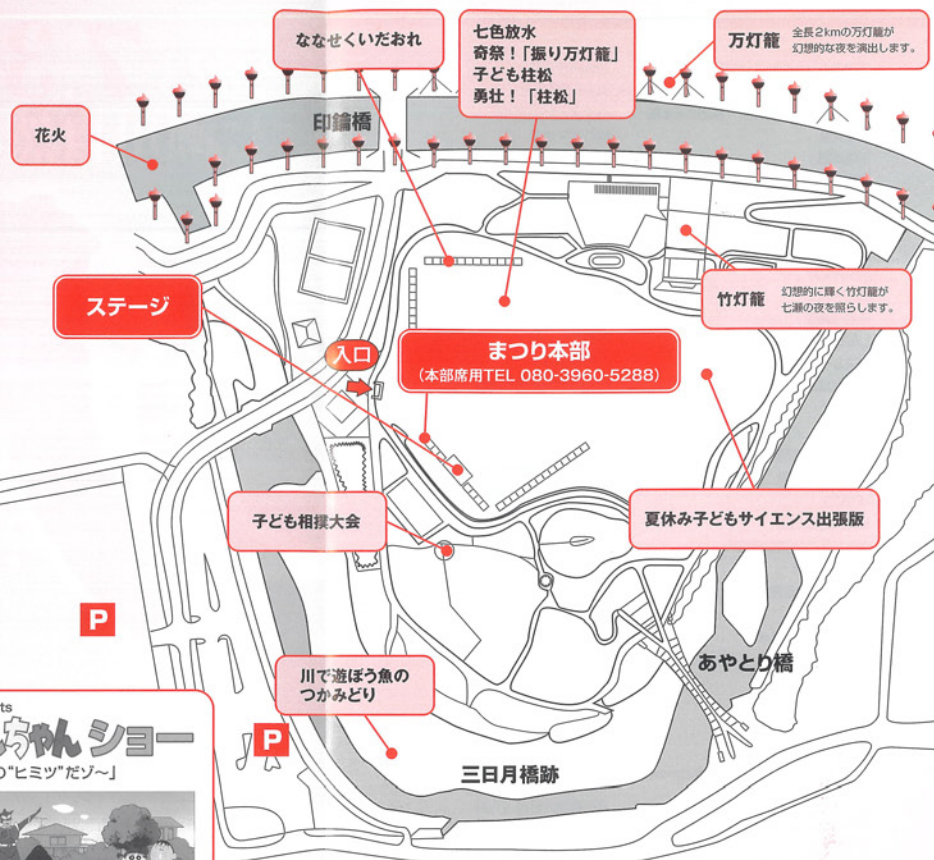 ななせくいだおれ
七色放水
奇祭!「振り万灯籠」
子ども柱松
勇壮!「柱松」
万灯籠
全長2kmの万灯籠が
幻想的な夜を演出します。
花火
印鑰橋
竹灯籠
幻想的に輝く竹灯籠が
七瀬の夜を照らします。
ステージ
入口
まつり本部
(本部席用TEL 080-3960-5288)
子ども相撲大会
夏休み子どもサイエンス出張版
P
あやとり橋
川で遊ぼう魚の
つかみどり
P
三日月橋跡
ts
ちゃん ショー
の“ヒミツ”だゾ~」